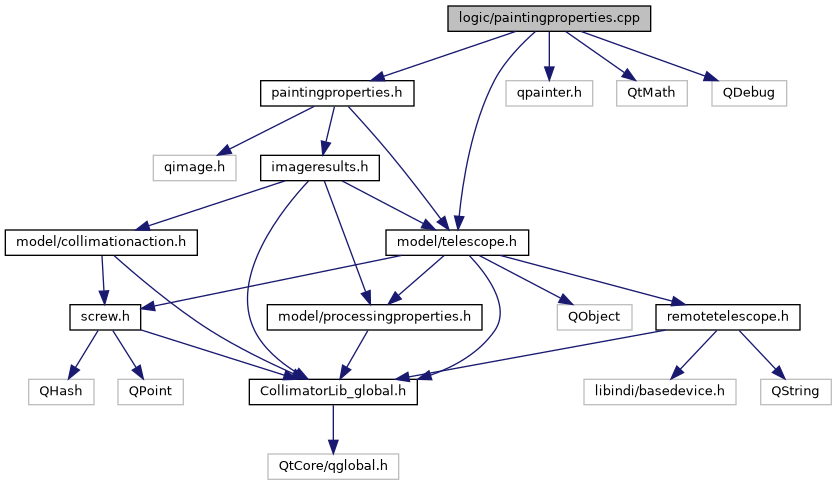 logic/paintingproperties.cpp
paintingproperties.h
qpainter.h
QtMath
QDebug
qimage.h
imageresults.h
model/collimationaction.h
model/telescope.h
screw.h
model/processingproperties.h
QObject
remotetelescope.h
QHash
QPoint
CollimatorLib_global.h
libindi/basedevice.h
QString
QtCore/qglobal.h